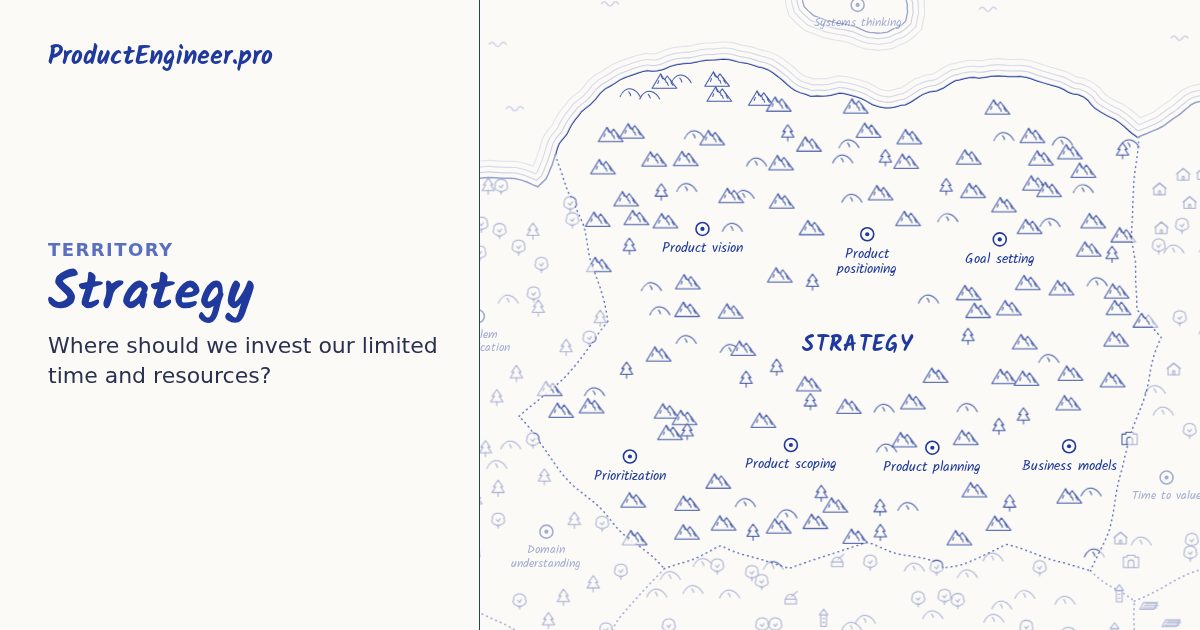 ProductEngineer.pro
TERRITORY
Strategy
Where should we invest our limited
time and resources?
Systems thinking
Product vision
Product
positioning
Goal setting
STRATEGY
Prioritization
Product scoping
Product planning
Business models
Time to value
Domain
understanding